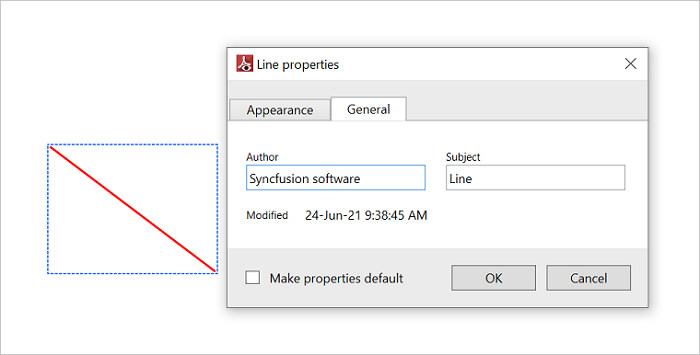 Line properties
Appearance General
Author Subject
Syncfusion software Line
Modified 24-Jun-21 9:38:45 AM
Make properties default OK Cancel